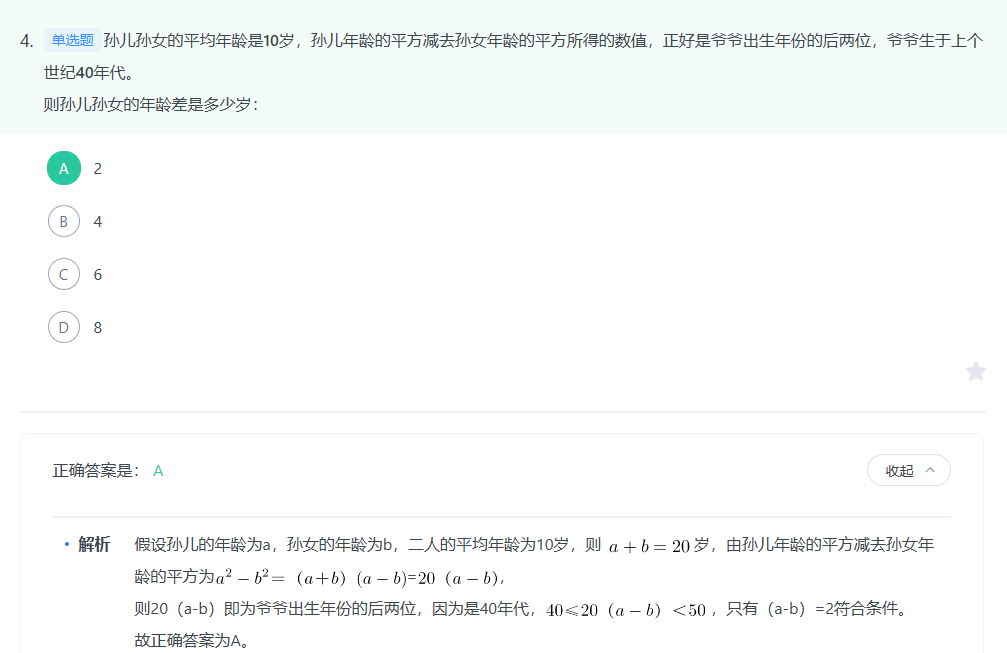 4. 单选题 孙儿孙女的平均年龄是10岁，孙儿年龄的平方减去孙女年龄的平方所得的数值，正好是爷爷出生年份的后两位，爷爷生于上个
世纪40年代。
则孙儿孙女的年龄差是多少岁：
A 2
B 4
C 6
D 8
正确答案是： A
收起
• 解析 假设孙儿的年龄为a，孙女的年龄为b，二人的平均年龄为10岁，则 a + b = 20 岁，由孙儿年龄的平方减去孙女年
龄的平方为a² − b²= （a+b）（a − b)=20（a − b)，
则20（a-b）即为爷爷出生年份的后两位，因为是40年代，40⩽20（a − b）<50，只有（a-b）=2符合条件。
故正确答案为A。